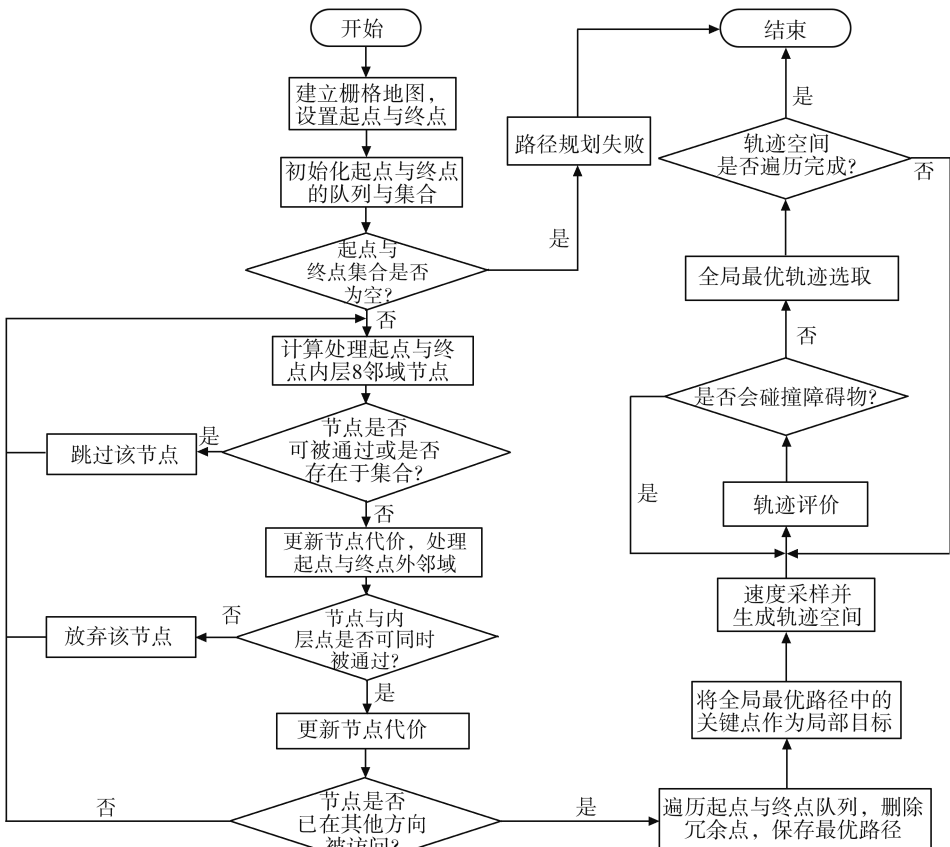 开始
建立栅格地图，
设置起点与终点
初始化起点与终点
的队列与集合
起点与
终点集合是否
为空?
是
路径规划失败
否
计算处理起点与终
点内层8邻域节点
节点是否
可被通过或是否
存在于集合?
是
跳过该节点
否
更新节点代价，处理
起点与终点外邻域
节点与内
层点是否可同时
被通过?
否
放弃该节点
是
更新节点代价
节点是否
已在其他方向
被访问?
否
是
遍历起点与终点队列，删除
冗余点，保存最优路径
将全局最优路径中的
关键点作为局部目标
速度采样并
生成轨迹空间
轨迹评价
是否会碰撞障碍物?
是
否
全局最优轨迹选取
轨迹空间
是否遍历完成?
否
是
结束